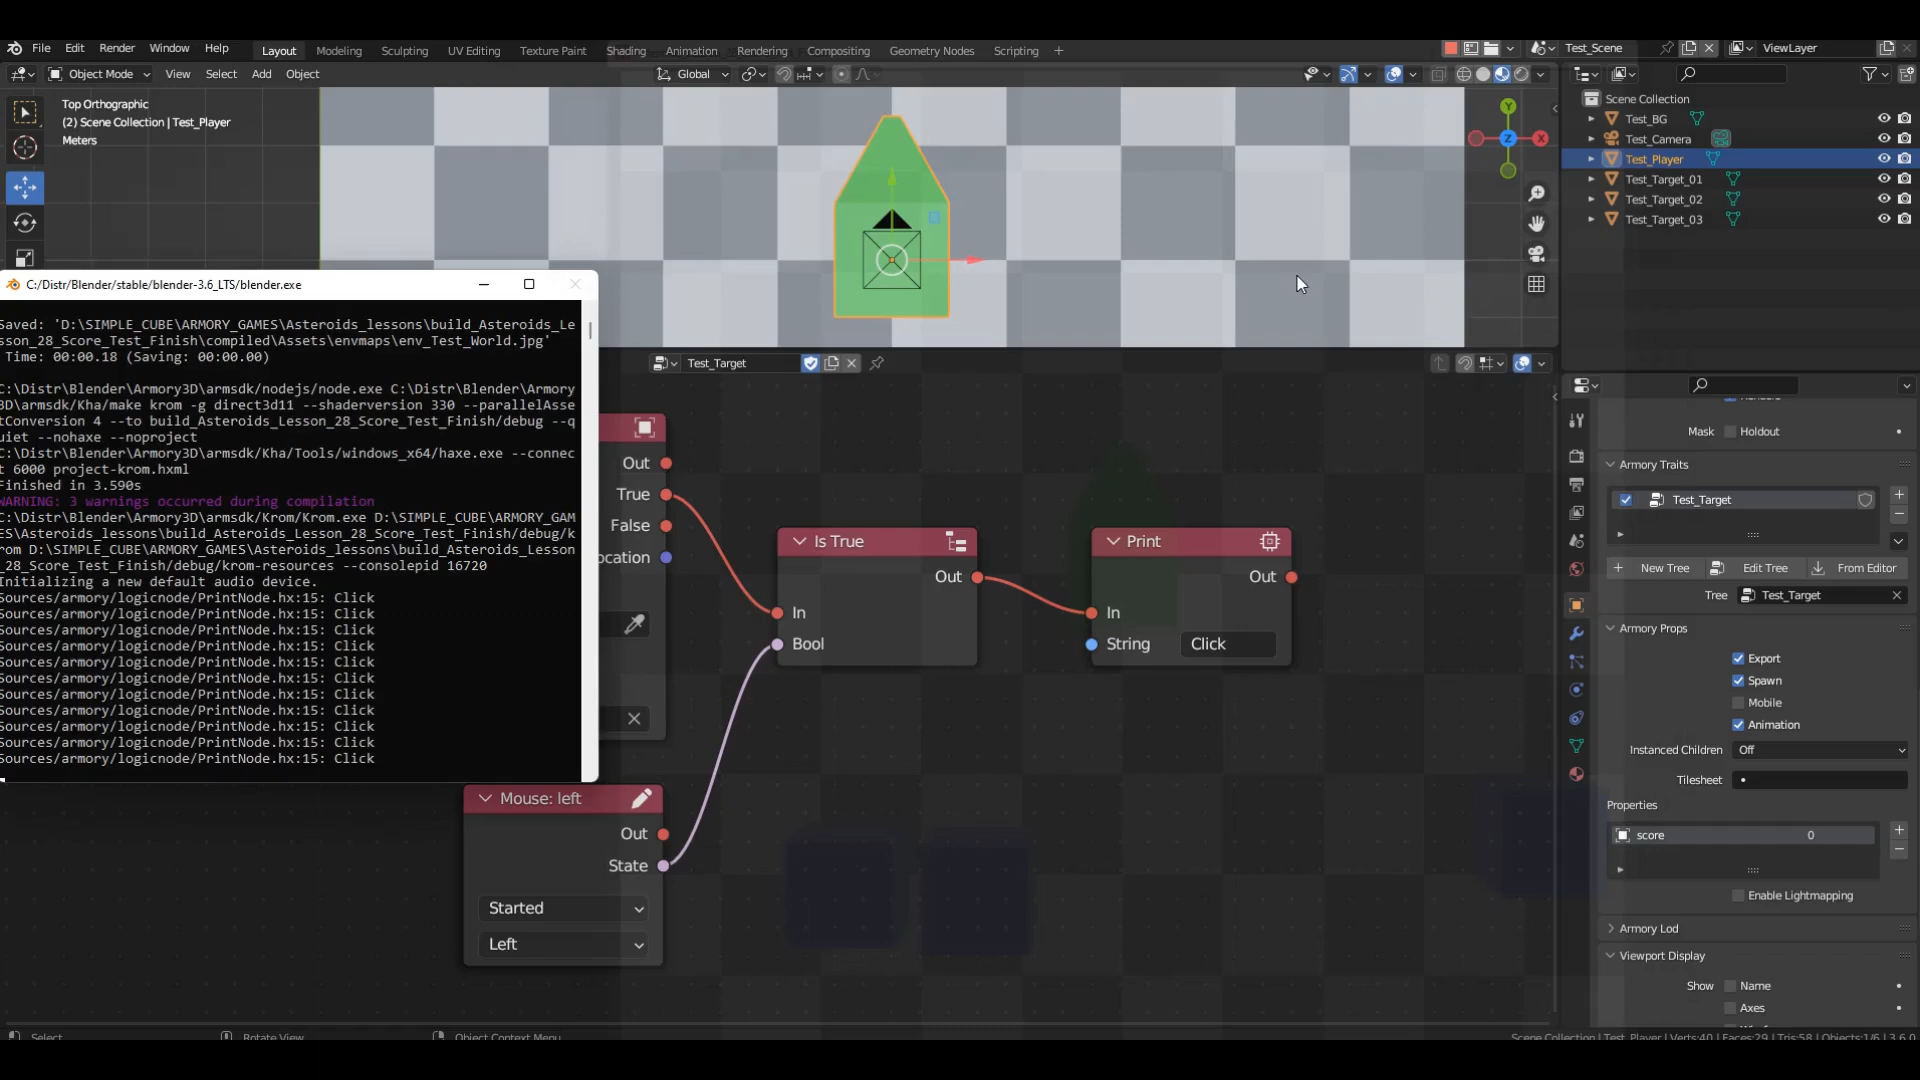 File Edit Render Window Help
Layout Modeling Sculpting UV Editing Texture Paint Shading Animation Rendering Compositing Geometry Nodes Scripting +
Test_Scene
ViewLayer
Object Mode View Select Add Object
Global
Top Orthographic
(2) Scene Collection | Test_Player
Meters
Y
X
Z
Scene Collection
Test_BG
Test_Camera
Test_Player
Test_Target_01
Test_Target_02
Test_Target_03
C:/Distr/Blender/stable/blender-3.6_LTS/blender.exe
Saved: 'D:\SIMPLE_CUBE\ARMORY_GAMES\Asteroids_lessons\build_Asteroids_Le
sson_28_Score_Test_Finish\compiled\Assets\envmaps\env_Test_World.jpg'
Time: 00:00.18 (Saving: 00:00.00)
C:\Distr\Blender\Armory3D\armsdk/nodejs/node.exe C:\Distr\Blender\Armory
3D\armsdk/Kha/make krom -g direct3d11 --shaderversion 330 --parallelAsse
tConversion 4 --to build_Asteroids_Lesson_28_Score_Test_Finish/debug --q
uiet --nohaxe --noproject
C:\Distr\Blender\Armory3D\armsdk/Kha/Tools/windows_x64/haxe.exe --connec
t 6000 project-krom.hxml
Finished in 3.590s
WARNING: 3 warnings occurred during compilation
C:\Distr\Blender\Armory3D\armsdk/Krom/Krom.exe D:\SIMPLE_CUBE\ARMORY_GAM
ES\Asteroids_lessons\build_Asteroids_Lesson_28_Score_Test_Finish/debug/k
rom D:\SIMPLE_CUBE\ARMORY_GAMES\Asteroids_lessons\build_Asteroids_Lesson
_28_Score_Test_Finish/debug/krom-resources --consolepid 16720
Initializing a new default audio device.
Sources/armory/logicnode/PrintNode.hx:15: Click
Sources/armory/logicnode/PrintNode.hx:15: Click
Sources/armory/logicnode/PrintNode.hx:15: Click
Sources/armory/logicnode/PrintNode.hx:15: Click
Sources/armory/logicnode/PrintNode.hx:15: Click
Sources/armory/logicnode/PrintNode.hx:15: Click
Sources/armory/logicnode/PrintNode.hx:15: Click
Sources/armory/logicnode/PrintNode.hx:15: Click
Sources/armory/logicnode/PrintNode.hx:15: Click
Sources/armory/logicnode/PrintNode.hx:15: Click
Sources/armory/logicnode/PrintNode.hx:15: Click
Test_Target
Out
True
False
Is True
Out
In
Bool
Print
Out
In
String Click
Mouse: left
Out
State
Started
Left
Mask Holdout
Armory Traits
Test_Target
New Tree Edit Tree From Editor
Tree Test_Target
Armory Props
Export
Spawn
Mobile
Animation
Instanced Children Off
Tilesheet
Properties
score 0
Enable Lightmapping
Armory Lod
Viewport Display
Show Name
Axes
Select Rotate View Object Context Menu
Scene Collection | Test_Player | Verts:40 | Faces:29 | Tris:58 | Objects:1/6 | 3.6.0